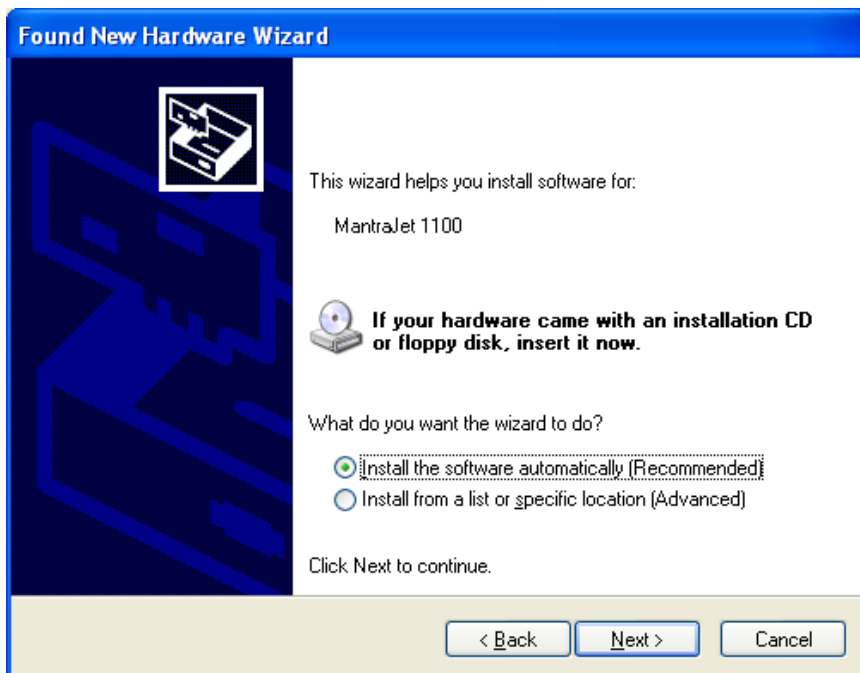 Found New Hardware Wizard
This wizard helps you install software for:
MantraJet 1100
If your hardware came with an installation CD
or floppy disk, insert it now.
What do you want the wizard to do?
Install the software automatically (Recommended)
Install from a list or specific location (Advanced)
Click Next to continue.
< Back
Next >
Cancel